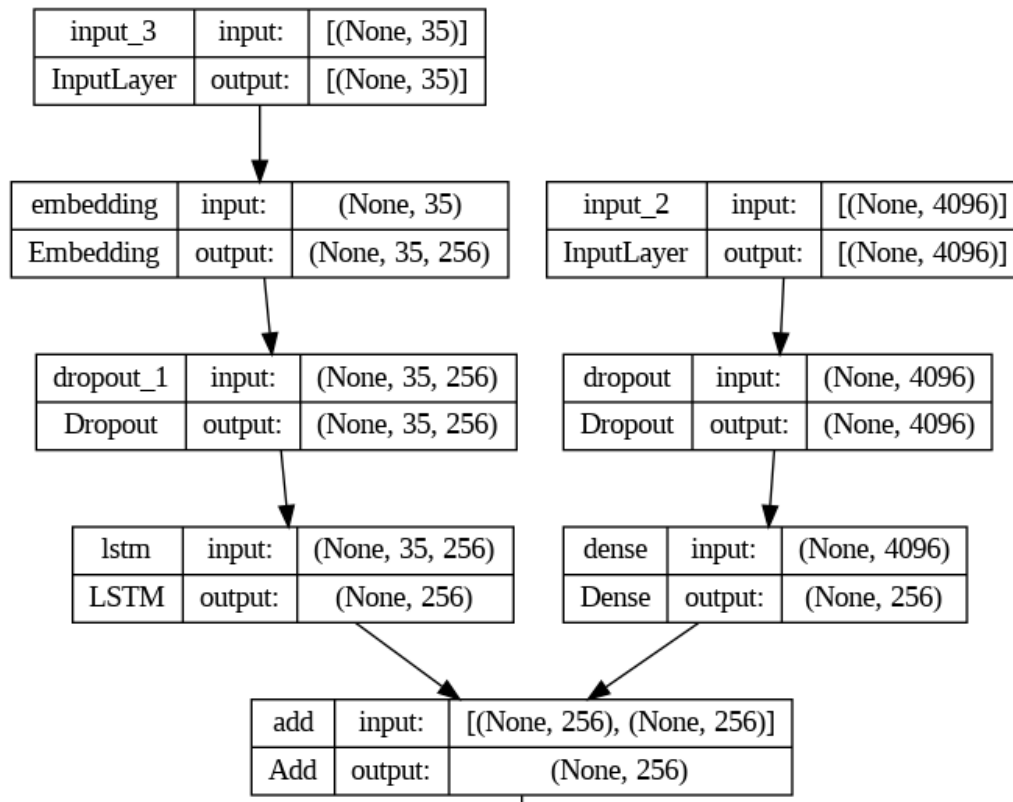 input_3 input: [(None, 35)]
InputLayer output: [(None, 35)]
embedding input: (None, 35)
Embedding output: (None, 35, 256)
input_2 input: [(None, 4096)]
InputLayer output: [(None, 4096)]
dropout_1 input: (None, 35, 256)
Dropout output: (None, 35, 256)
dropout input: (None, 4096)
Dropout output: (None, 4096)
lstm input: (None, 35, 256)
LSTM output: (None, 256)
dense input: (None, 4096)
Dense output: (None, 256)
add input: [(None, 256), (None, 256)]
Add output: (None, 256)